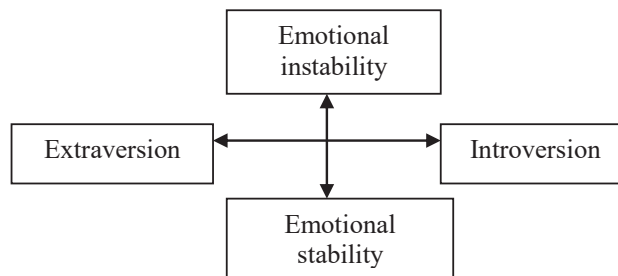 Emotional
instability
Extraversion
Introversion
Emotional
stability